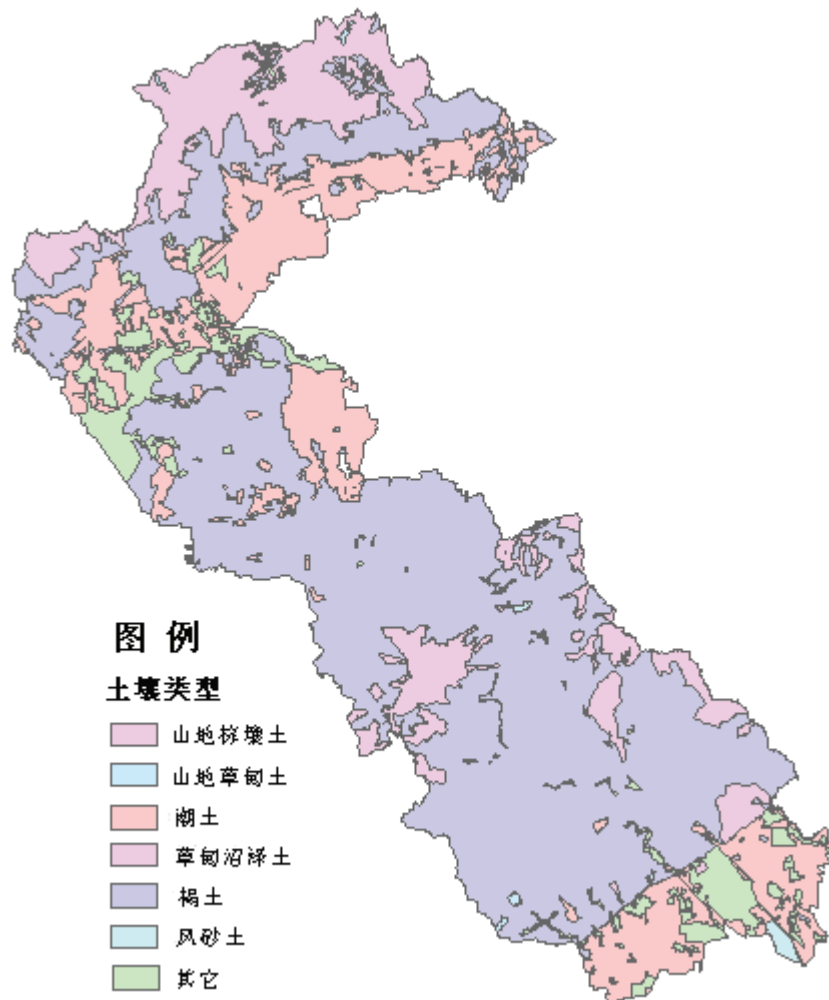 图 例
土壤类型
山地棕壤土
山地草甸土
潮土
草甸沼泽土
褐土
风砂土
其它